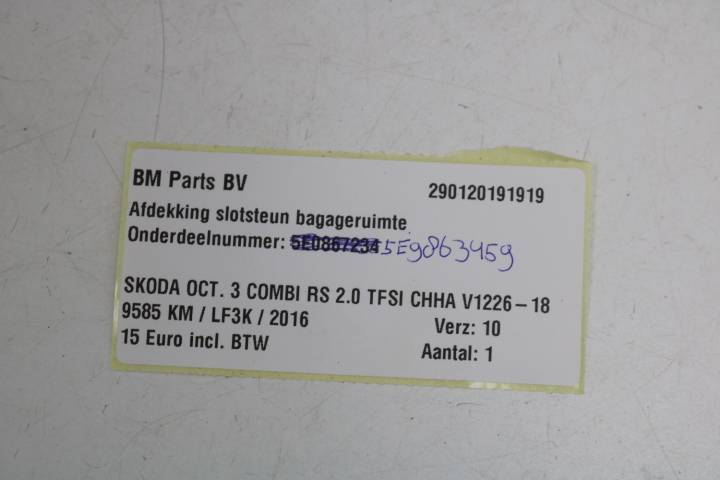 BM Parts BV 290120191919
Afdekking slotsteun bagageruimte
Onderdeelnummer: 5E0867234 5E9863459
SKODA OCT. 3 COMBI RS 2.0 TFSI CHHA V1226-18
9585 KM / LF3K / 2016 Verz: 10
15 Euro incl. BTW Aantal: 1